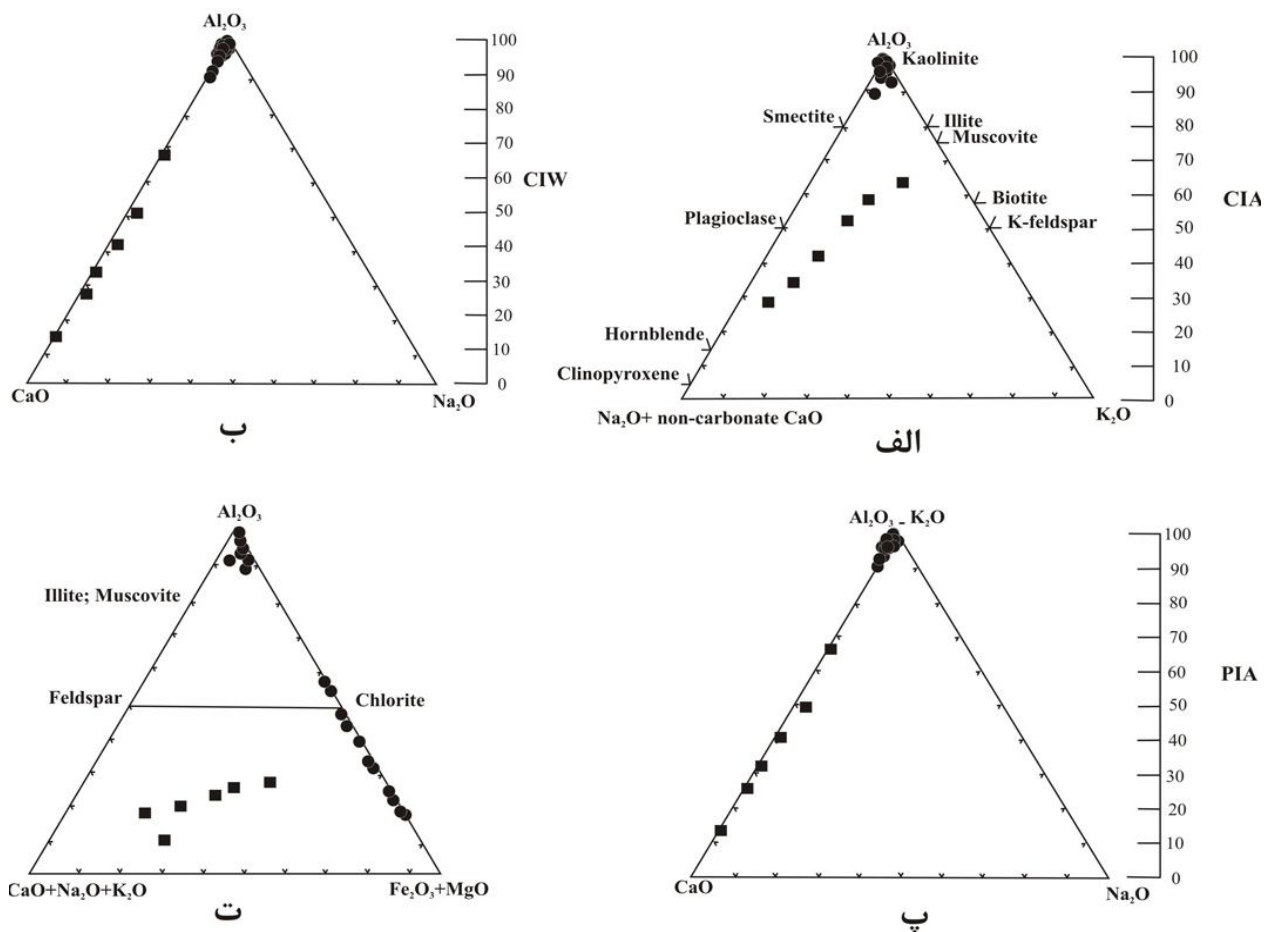 Al₂O₃
100
90
80
70
60
50
40
30
20
10
0
CIW
CaO
Na₂O
ب
Al₂O₃
Kaolinite
Smectite
Illite
Muscovite
Plagioclase
Biotite
K-feldspar
Hornblende
Clinopyroxene
Na₂O+ non-carbonate CaO
K₂O
100
90
80
70
60
50
40
30
20
10
0
CIA
الف
Al₂O₃
Illite; Muscovite
Feldspar
Chlorite
CaO+Na₂O+K₂O
Fe₂O₃+MgO
ت
Al₂O₃ - K₂O
100
90
80
70
60
50
40
30
20
10
0
PIA
CaO
Na₂O
پ